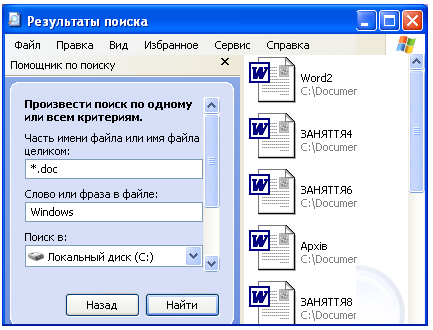 Результаты поиска
Файл Правка Вид Избранное Сервис Справка
Помощник по поиску
Произвести поиск по одному
или всем критериям.
Часть имени файла или имя файла
целиком:
*.doc
Слово или фраза в файле:
Windows
Поиск в:
Локальный диск (C:)
Назад Найти
Word2
C:\Documer
ЗАНЯТТЯ4
C:\Documer
ЗАНЯТТЯ6
C:\Documer
Архів
C:\Documer
ЗАНЯТТЯ8
C:\Documer